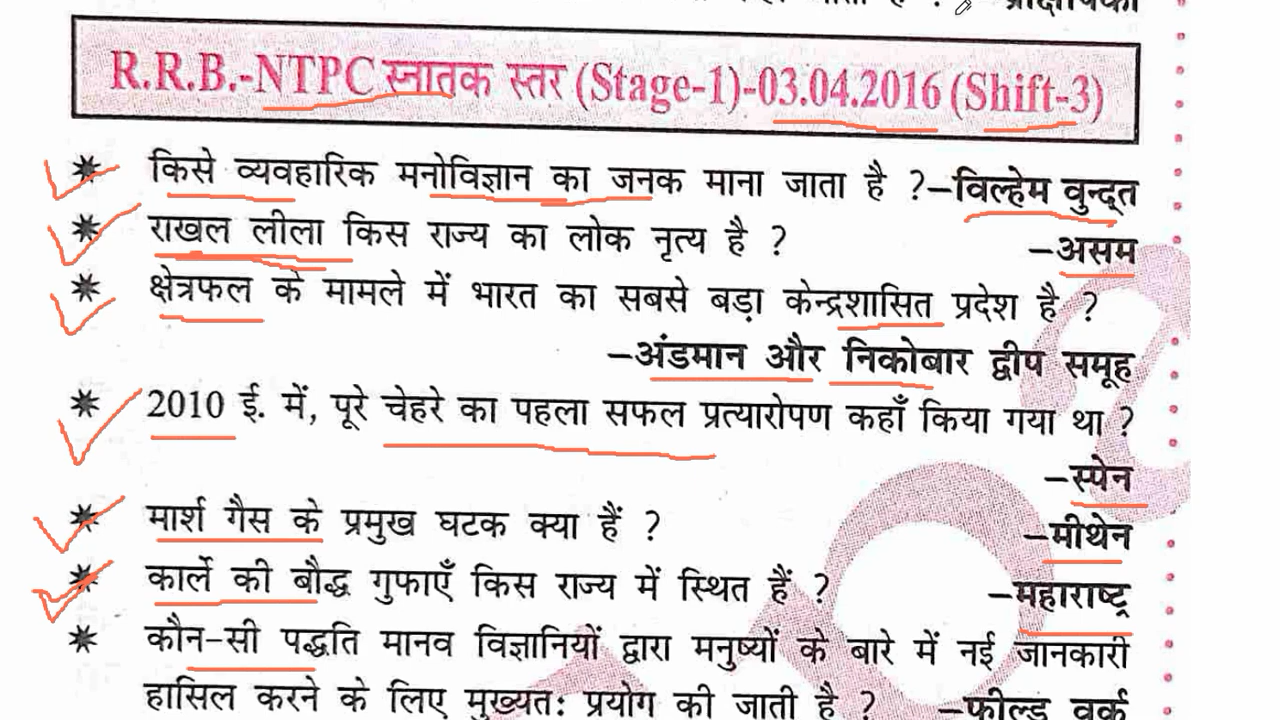 R.R.B.-NTPC स्नातक स्तर (Stage-1)-03.04.2016 (Shift-3)
किसे व्यवहारिक मनोविज्ञान का जनक माना जाता है ?–विल्हेम वुन्द्त
राखल लीला किस राज्य का लोक नृत्य है ? –असम
क्षेत्रफल के मामले में भारत का सबसे बड़ा केन्द्रशासित प्रदेश है ?
–अंडमान और निकोबार द्वीप समूह
2010 ई. में, पूरे चेहरे का पहला सफल प्रत्यारोपण कहाँ किया गया था ?
–स्पेन
मार्श गैस के प्रमुख घटक क्या हैं ? –मीथेन
कार्ले की बौद्ध गुफाएँ किस राज्य में स्थित हैं ? –महाराष्ट्र
कौन-सी पद्धति मानव विज्ञानियों द्वारा मनुष्यों के बारे में नई जानकारी
हासिल करने के लिए मुख्यतः प्रयोग की जाती है ? –फील्ड वर्क